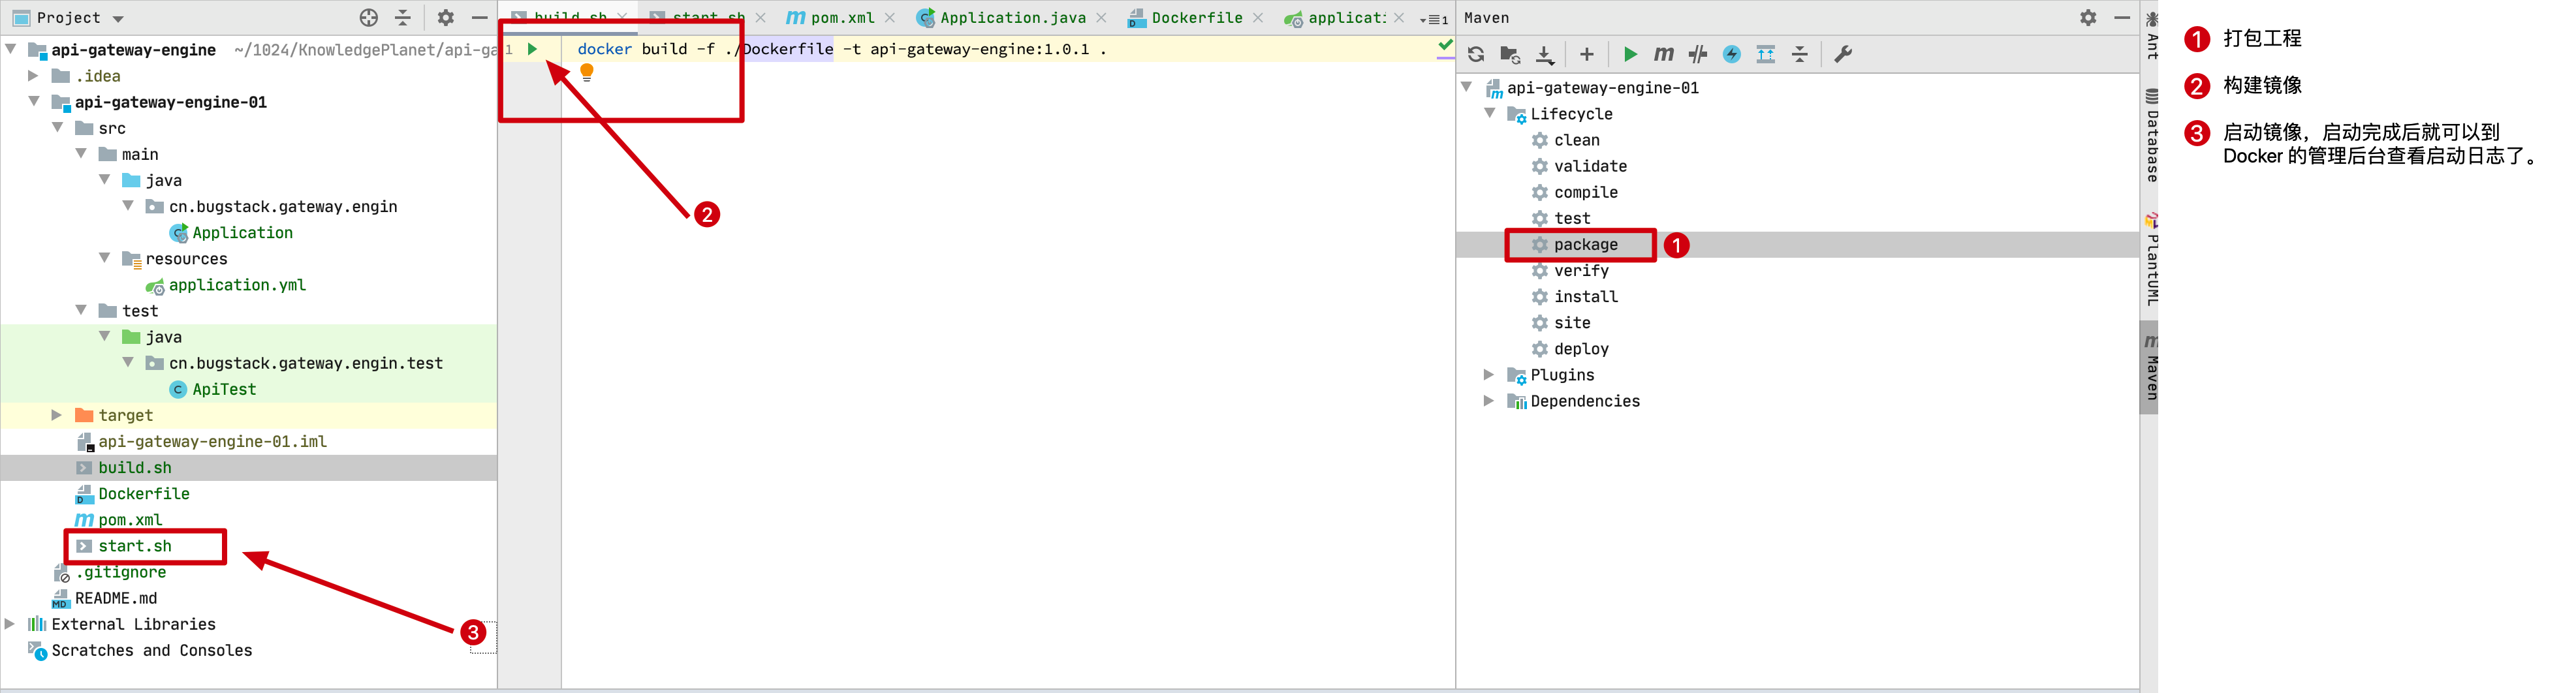 Project
build.sh
start.sh
pom.xml
Application.java
Dockerfile
applicati
1
Maven
api-gateway-engine ~/1024/KnowledgePlanet/api-ga
.idea
api-gateway-engine-01
src
main
java
cn.bugstack.gateway.engin
Application
resources
application.yml
test
java
cn.bugstack.gateway.engin.test
ApiTest
target
api-gateway-engine-01.iml
build.sh
Dockerfile
pom.xml
start.sh
.gitignore
README.md
External Libraries
Scratches and Consoles
3
1 docker build -f ./Dockerfile -t api-gateway-engine:1.0.1 .
2
api-gateway-engine-01
Lifecycle
clean
validate
compile
test
package 1
verify
install
site
deploy
Plugins
Dependencies
Ant
Database
PlantUML
Maven
1 打包工程
2 构建镜像
3 启动镜像，启动完成后就可以到
Docker 的管理后台查看启动日志了。